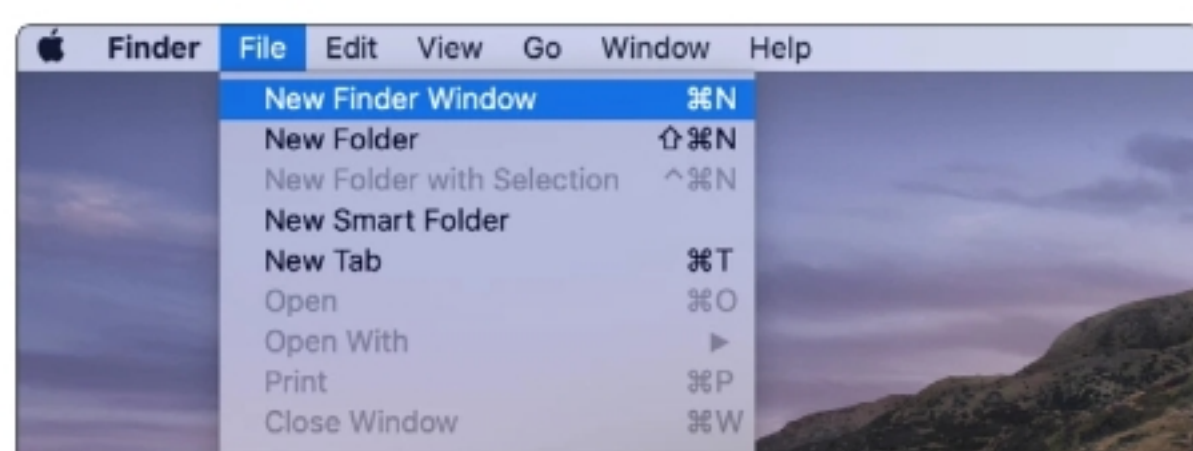 Finder File Edit View Go Window Help
New Finder Window ⌘N
New Folder ⇧⌘N
New Folder with Selection ^⌘N
New Smart Folder
New Tab ⌘T
Open ⌘O
Open With ▶
Print ⌘P
Close Window ⌘W